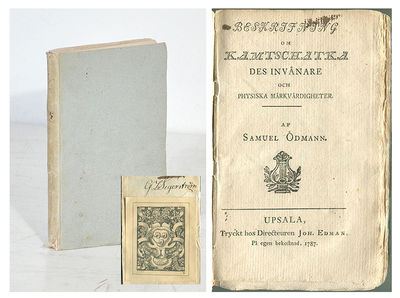 G. Segerström
BESKRIFNING
OM
KAMTSCHATKA
DES INVÅNARE
OCH
PHYSISKA MÄRKVÄRDIGHETER.
AF
SAMUEL ÖDMANN.
UPSALA,
Tryckt hos Directeuren JOH. EDMAN.
På egen bekostnad. 1787.